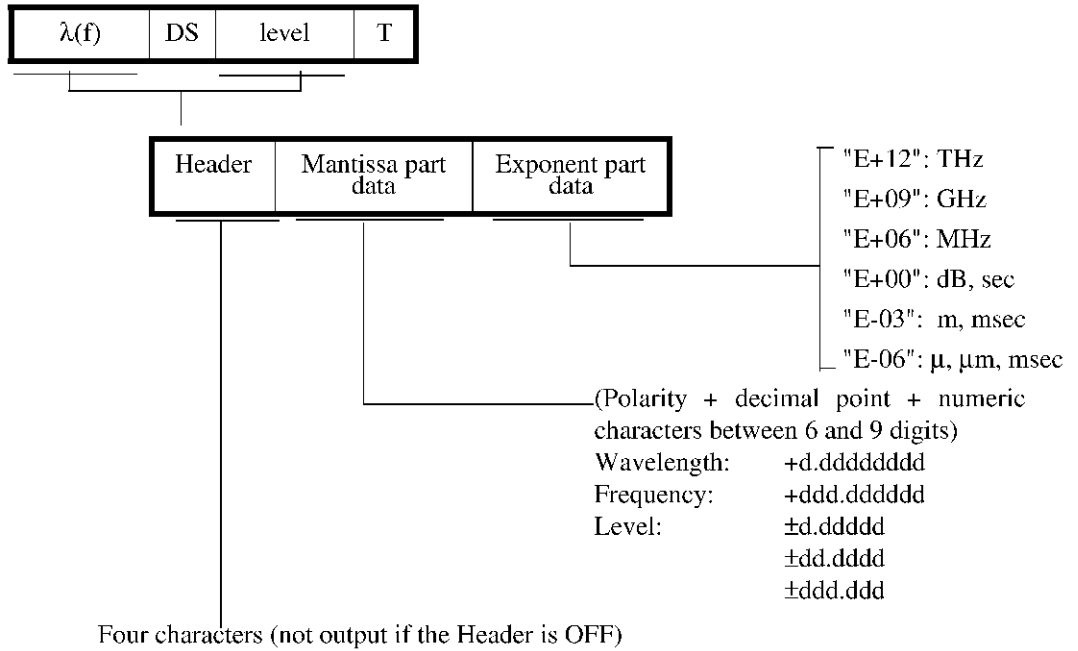 λ(f) DS level T
Header Mantissa part data Exponent part data
"E+12": THz
"E+09": GHz
"E+06": MHz
"E+00": dB, sec
"E-03": m, msec
"E-06": μ, μm, msec
(Polarity + decimal point + numeric
characters between 6 and 9 digits)
Wavelength: +d.dddddddd
Frequency: +ddd.dddddd
Level: ±d.ddddd
±dd.dddd
±ddd.ddd
Four characters (not output if the Header is OFF)